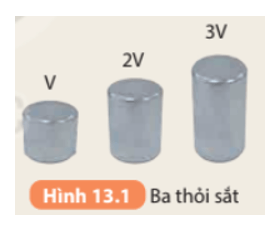 V
2V
3V
Hình 13.1 Ba thỏi sắt